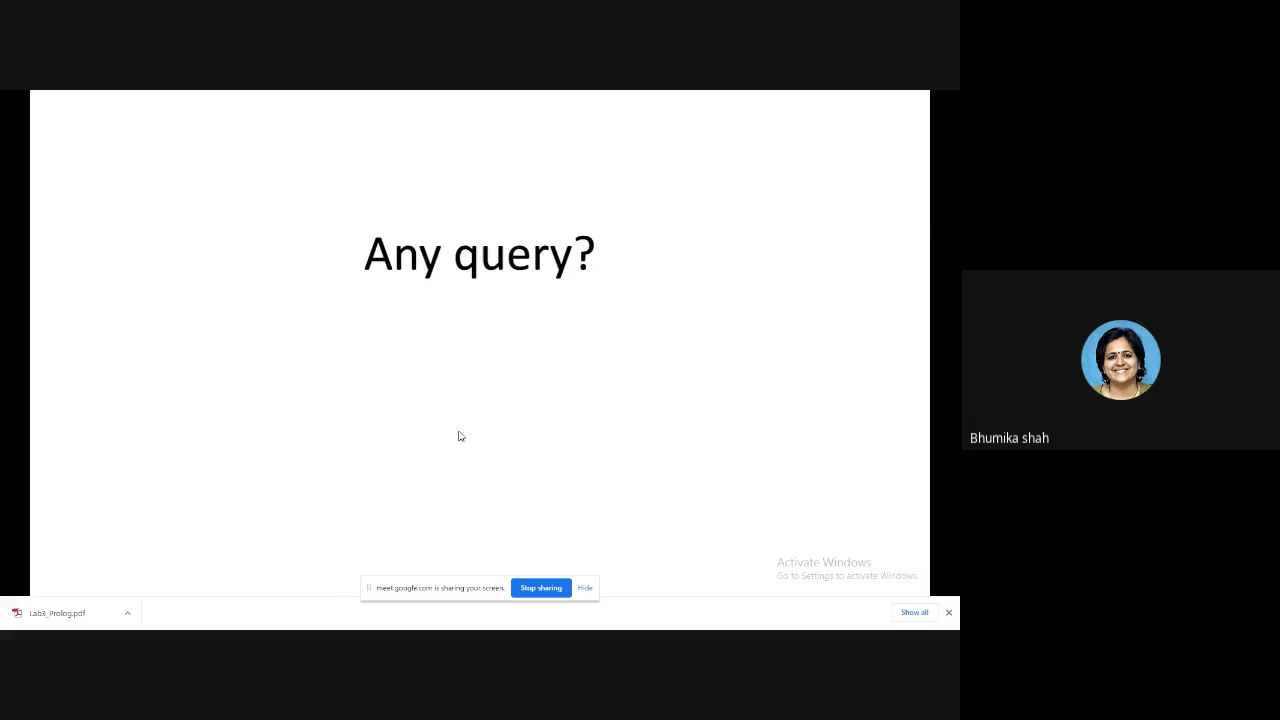 Any query?
Bhumika shah
Activate Windows
Go to Settings to activate Windows.
meet.google.com is sharing your screen.
Stop sharing
Hide
Lab3_Prolog.pdf
Show all